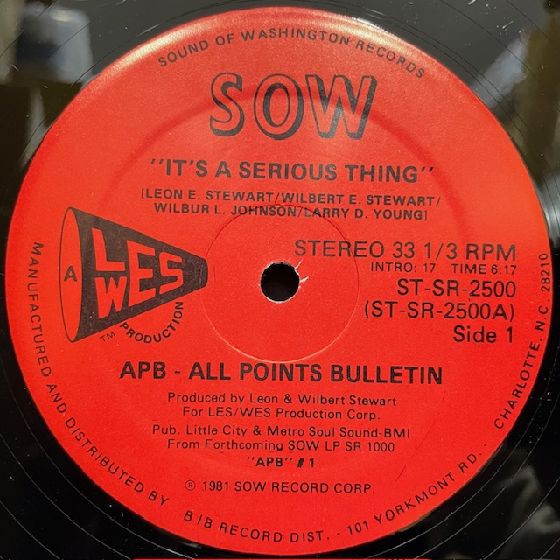 SOUND OF WASHINGTON RECORDS
SOW
"IT'S A SERIOUS THING"
(LEON E. STEWART/WILBERT E. STEWART/
WILBUR L. JOHNSON/LARRY D. YOUNG)
A LES
WES
™ PRODUCTION
STEREO 33 1/3 RPM
INTRO: 17 TIME 6:17
ST-SR-2500
(ST-SR-2500A)
Side 1
APB - ALL POINTS BULLETIN
Produced by Leon & Wilbert Stewart
For LES/WES Production Corp.
Pub. Little City & Metro Soul Sound-BMI
From Forthcoming SOW LP SR 1000
"APB" #1
℗ 1981 SOW RECORD CORP.
MANUFACTURED AND DISTRIBUTED BY BIB RECORD DIST. - 101 YORKMONT RD. - CHARLOTTE, N.C. 28210